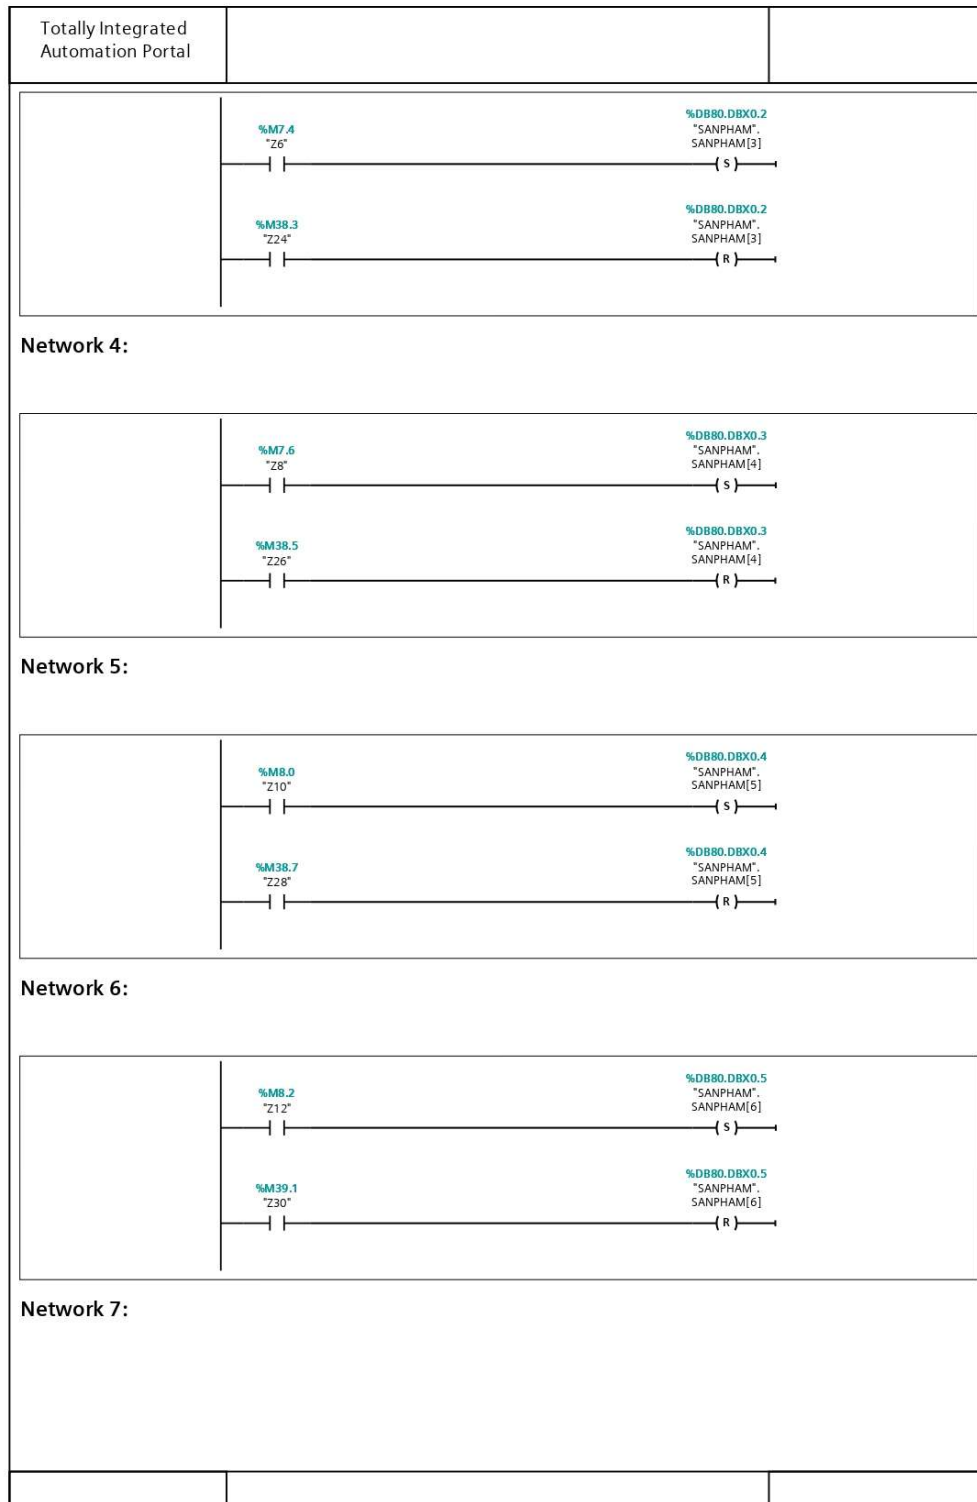 Totally Integrated
Automation Portal
%M7.4
"Z6"
%DB80.DBX0.2
"SANPHAM".
SANPHAM[3]
S
%M38.3
"Z24"
%DB80.DBX0.2
"SANPHAM".
SANPHAM[3]
R
Network 4:
%M7.6
"Z8"
%DB80.DBX0.3
"SANPHAM".
SANPHAM[4]
S
%M38.5
"Z26"
%DB80.DBX0.3
"SANPHAM".
SANPHAM[4]
R
Network 5:
%M8.0
"Z10"
%DB80.DBX0.4
"SANPHAM".
SANPHAM[5]
S
%M38.7
"Z28"
%DB80.DBX0.4
"SANPHAM".
SANPHAM[5]
R
Network 6:
%M8.2
"Z12"
%DB80.DBX0.5
"SANPHAM".
SANPHAM[6]
S
%M39.1
"Z30"
%DB80.DBX0.5
"SANPHAM".
SANPHAM[6]
R
Network 7: